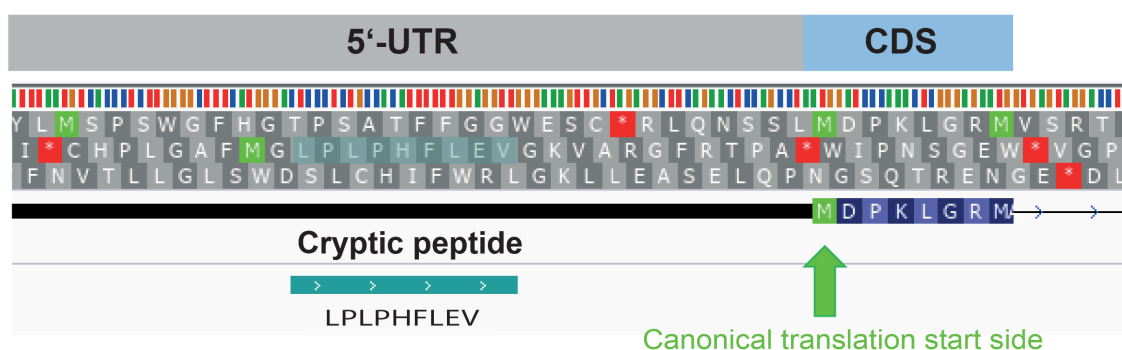 5‘-UTR CDS
Y L M S P S W G F H G T P S A T F F G G W E S C * R L Q N S S L M D P K L G R M V S R T
I * C H P L G A F M G L P L P H F L E V G K V A R G F R T P A * W I P N S G E W * V G P
F N V T L L G L S W D S L C H I F W R L G K L L E A S E L Q P N G S Q T R E N G E * D L
M D P K L G R M
Cryptic peptide
LPLPHFLEV
Canonical translation start side